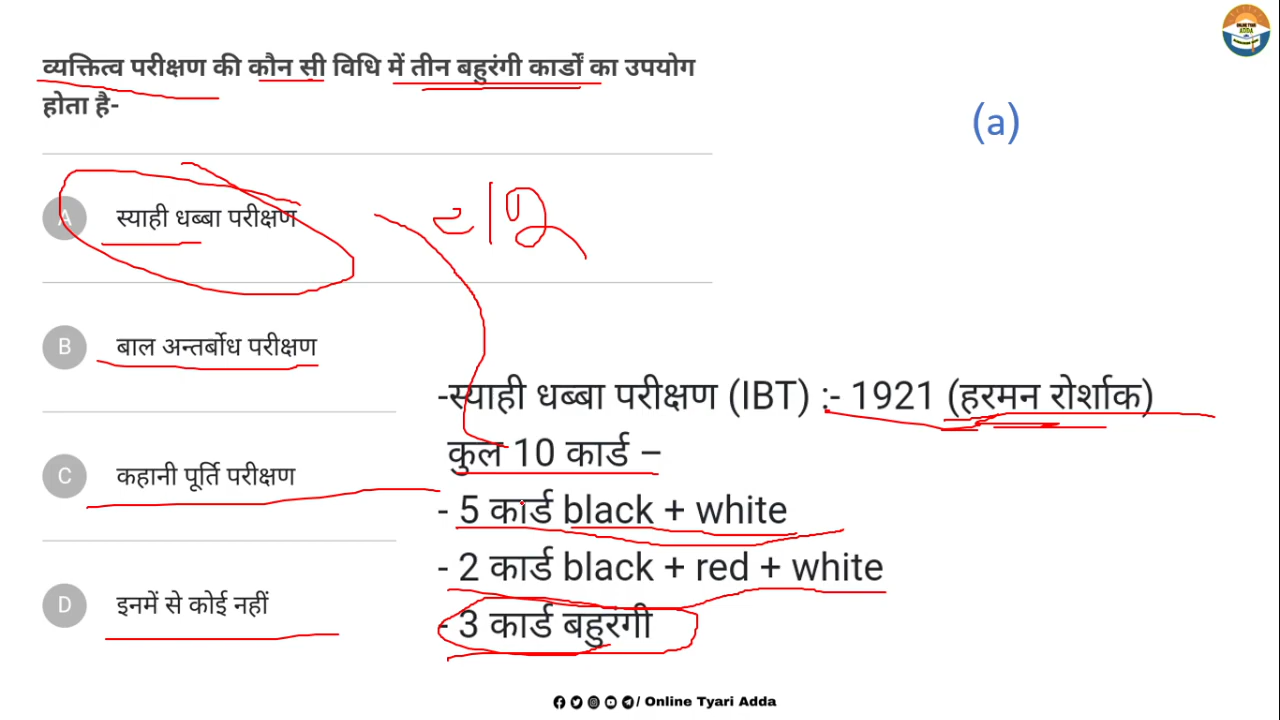 व्यक्तित्व परीक्षण की कौन सी विधि में तीन बहुरंगी कार्डों का उपयोग
होता है-
(a)
A स्याही धब्बा परीक्षण
B बाल अन्तर्बोध परीक्षण
C कहानी पूर्ति परीक्षण
D इनमें से कोई नहीं
-स्याही धब्बा परीक्षण (IBT) :- 1921 (हरमन रोर्शाक)
कुल 10 कार्ड –
- 5 कार्ड black + white
- 2 कार्ड black + red + white
- 3 कार्ड बहुरगी
/ Online Tyari Adda